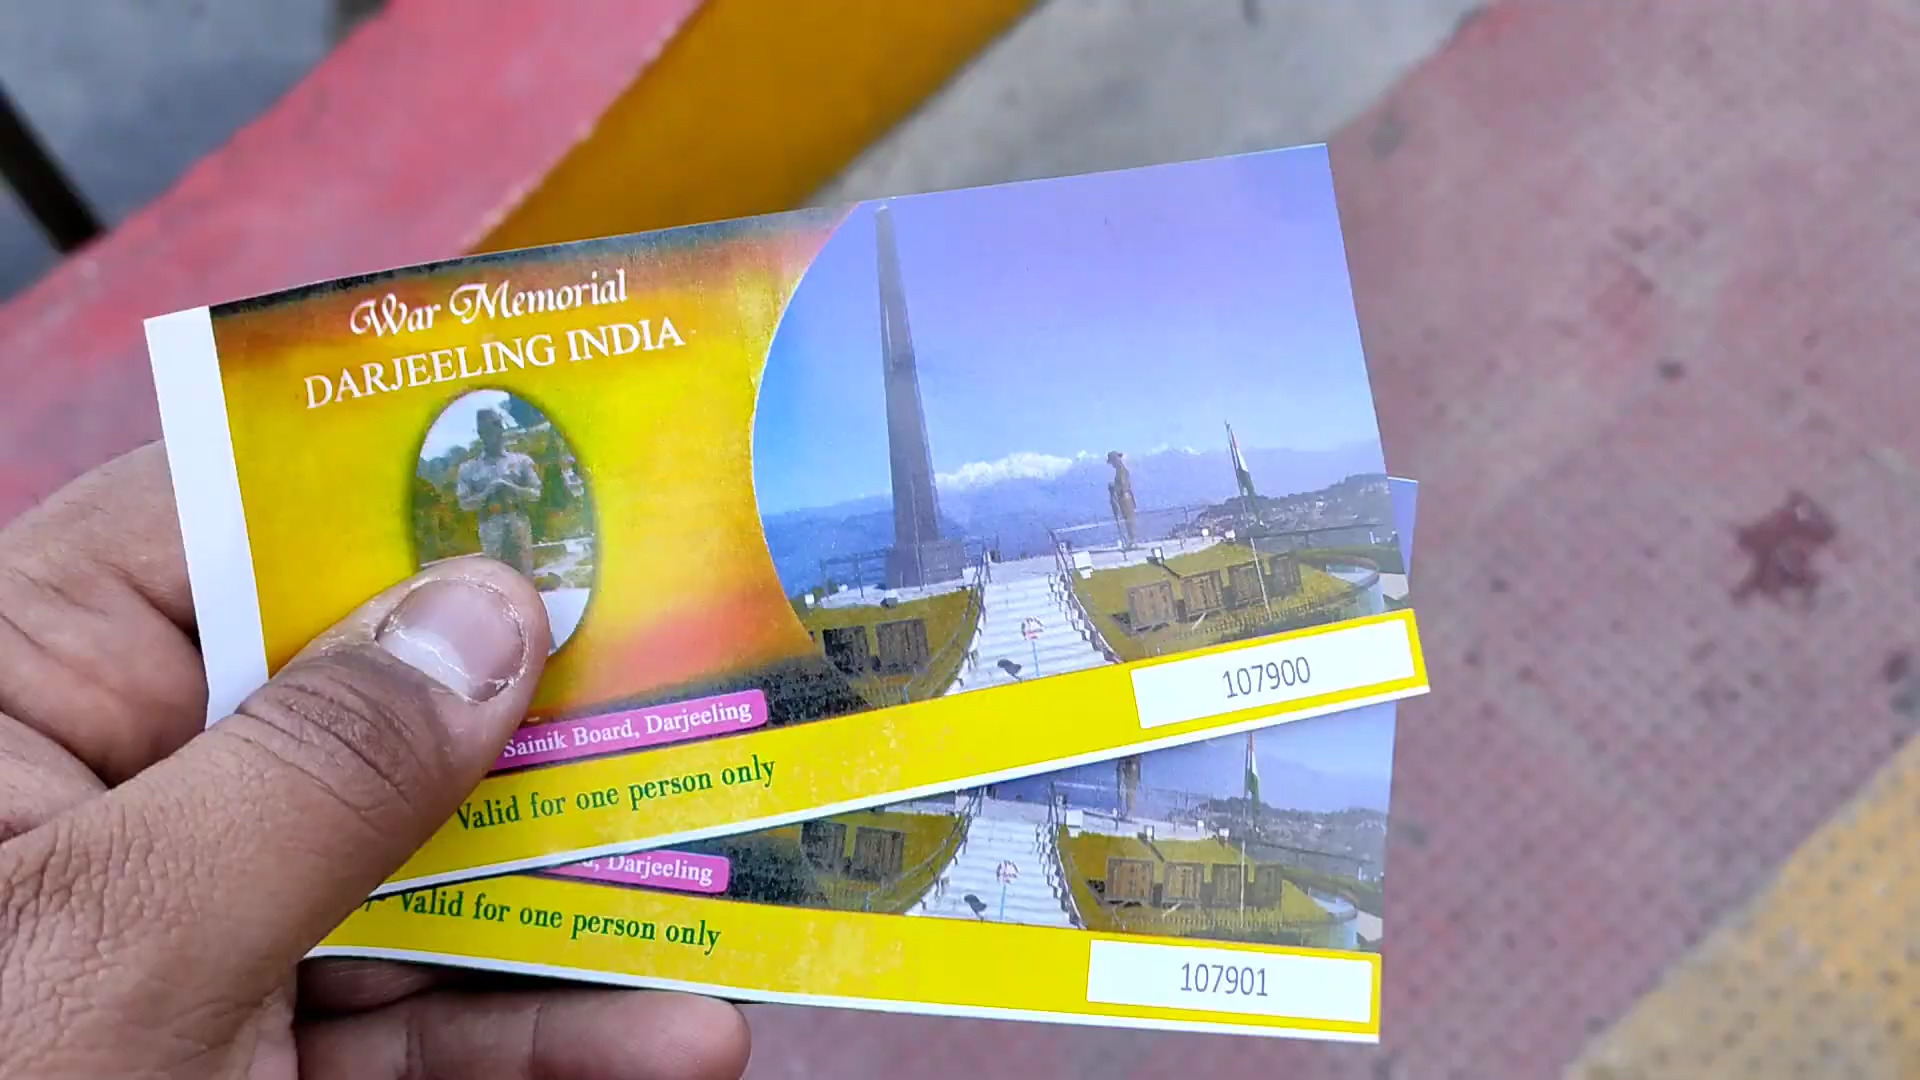 War Memorial
DARJEELING INDIA
Sainik Board, Darjeeling
107900
Valid for one person only
Darjeeling
Valid for one person only
107901